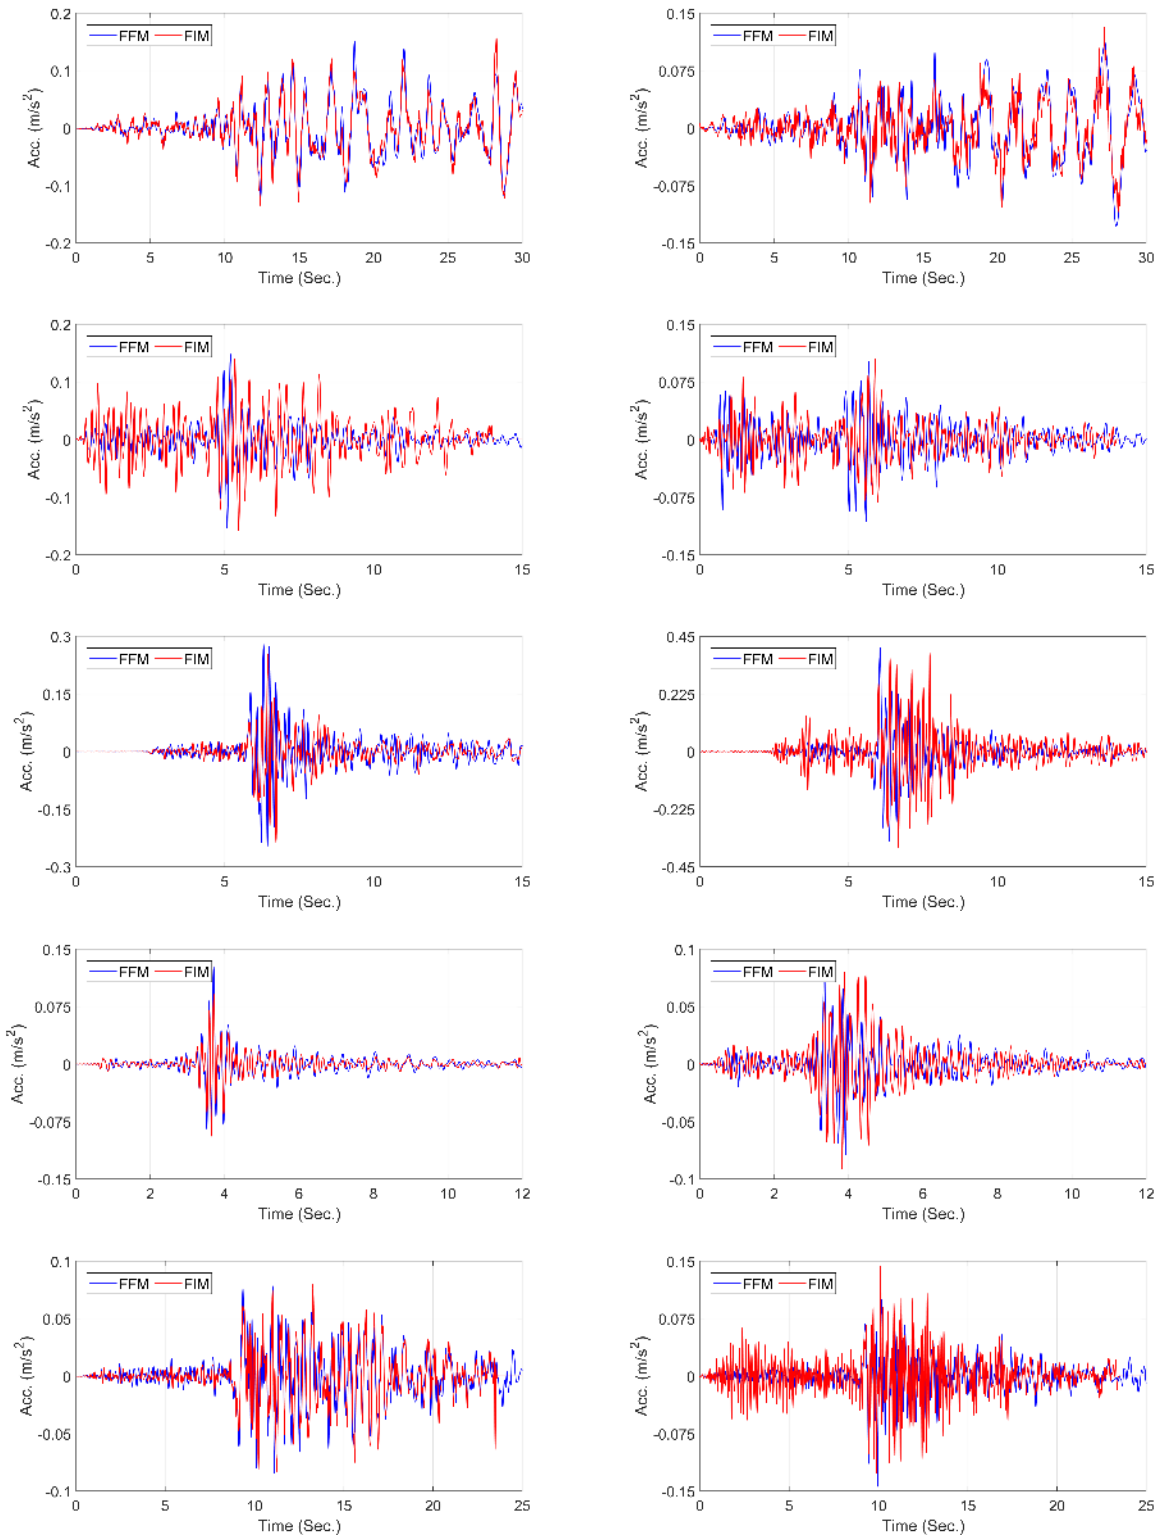 0.2
FFM FIM
0.1
0
-0.1
-0.2
Acc. (m/s²)
0 5 10 15 20 25 30
Time (Sec.)
0.15
FFM FIM
0.075
0
-0.075
-0.15
Acc. (m/s²)
0 5 10 15 20 25 30
Time (Sec.)
0.2
FFM FIM
0.1
0
-0.1
-0.2
Acc. (m/s²)
0 5 10 15
Time (Sec.)
0.15
FFM FIM
0.075
0
-0.075
-0.15
Acc. (m/s²)
0 5 10 15
Time (Sec.)
0.3
FFM FIM
0.15
0
-0.15
-0.3
Acc. (m/s²)
0 5 10 15
Time (Sec.)
0.45
FFM FIM
0.225
0
-0.225
-0.45
Acc. (m/s²)
0 5 10 15
Time (Sec.)
0.15
FFM FIM
0.075
0
-0.075
-0.15
Acc. (m/s²)
0 2 4 6 8 10 12
Time (Sec.)
0.1
FFM FIM
0.05
0
-0.05
-0.1
Acc. (m/s²)
0 2 4 6 8 10 12
Time (Sec.)
0.1
FFM FIM
0.05
0
-0.05
-0.1
Acc. (m/s²)
0 5 10 15 20 25
Time (Sec.)
0.15
FFM FIM
0.075
0
-0.075
-0.15
Acc. (m/s²)
0 5 10 15 20 25
Time (Sec.)